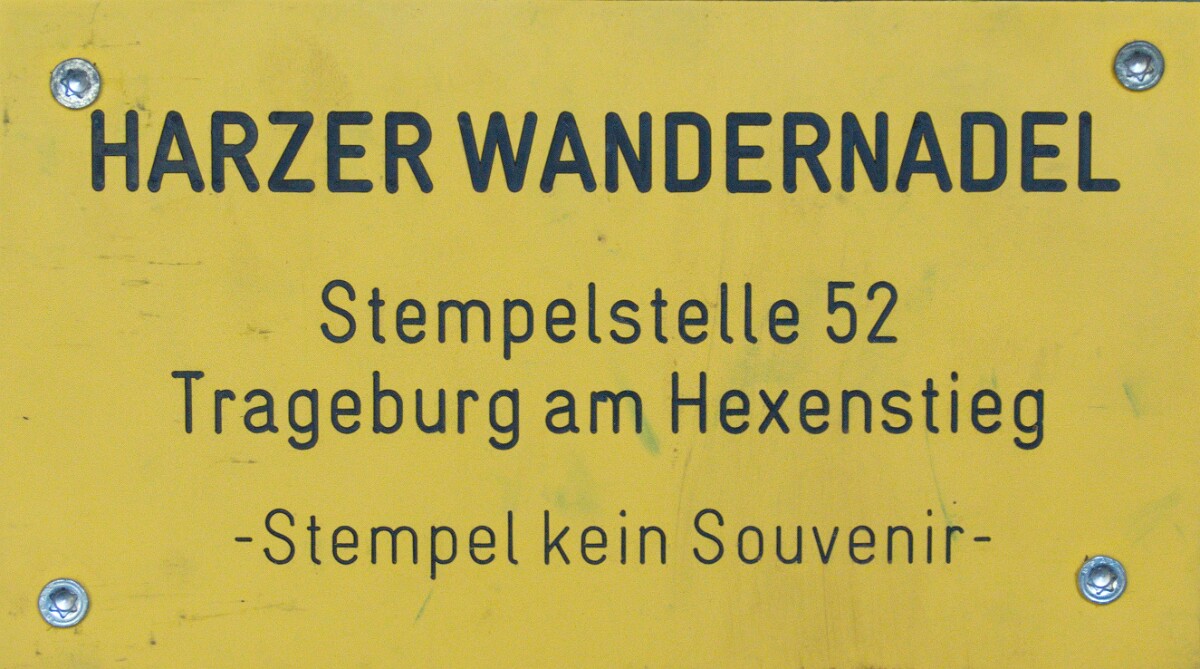 HARZER WANDERNADEL
Stempelstelle 52
Trageburg am Hexenstieg
-Stempel kein Souvenir-